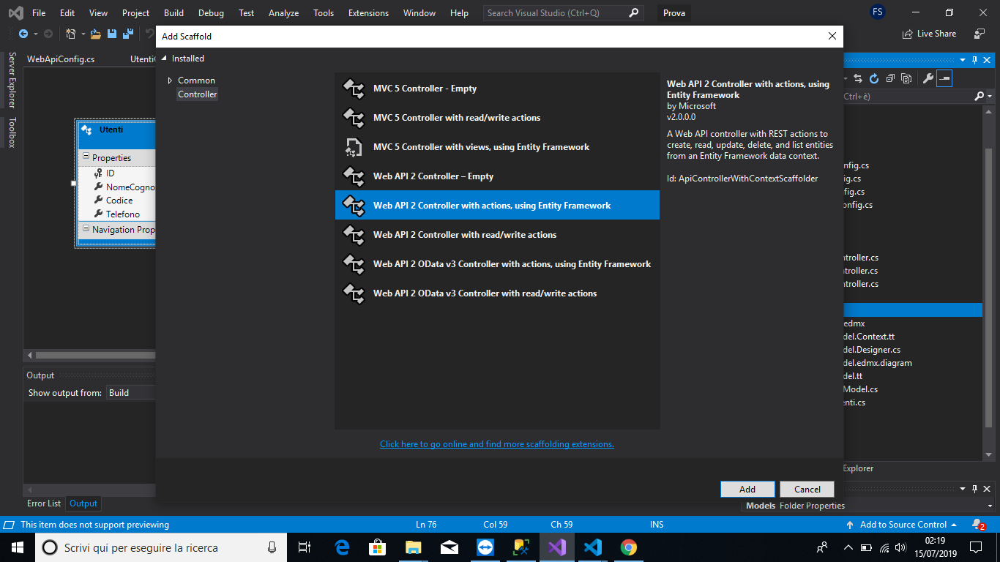 File Edit View Project Build Debug Test Analyze Tools Extensions Window Help Search Visual Studio (Ctrl+Q) Prova FS
Live Share
Add Scaffold
WebApiConfig.cs Utenti
Server Explorer
Toolbox
Utenti
Properties
ID
NomeCogno
Codice
Telefono
Navigation Prop
Output
Show output from: Build
Error List Output
Installed
Common
Controller
MVC 5 Controller - Empty
MVC 5 Controller with read/write actions
MVC 5 Controller with views, using Entity Framework
Web API 2 Controller – Empty
Web API 2 Controller with actions, using Entity Framework
Web API 2 Controller with read/write actions
Web API 2 OData v3 Controller with actions, using Entity Framework
Web API 2 OData v3 Controller with read/write actions
Click here to go online and find more scaffolding extensions.
Web API 2 Controller with actions, using
Entity Framework
by Microsoft
v2.0.0.0
A Web API controller with REST actions to
create, read, update, delete, and list entities
from an Entity Framework data context.
Id: ApiControllerWithContextScaffolder
Add Cancel
Ctrl+è)
nfig.cs
ig.cs
fig.cs
onfig.cs
ntroller.cs
ntroller.cs
ntroller.cs
edmx
del.Context.tt
del.Designer.cs
del.edmx.diagram
del.tt
Model.cs
enti.cs
Explorer
Models Folder Properties
This item does not support previewing Ln 76 Col 59 Ch 59 INS Add to Source Control 2
Scrivi qui per eseguire la ricerca
02:19
15/07/2019